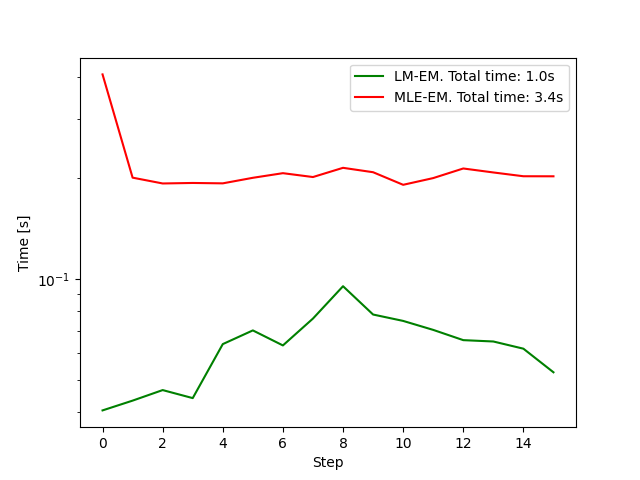 LM-EM. Total time: 1.0s
MLE-EM. Total time: 3.4s
Time [s]
10⁻¹
0 2 4 6 8 10 12 14
Step